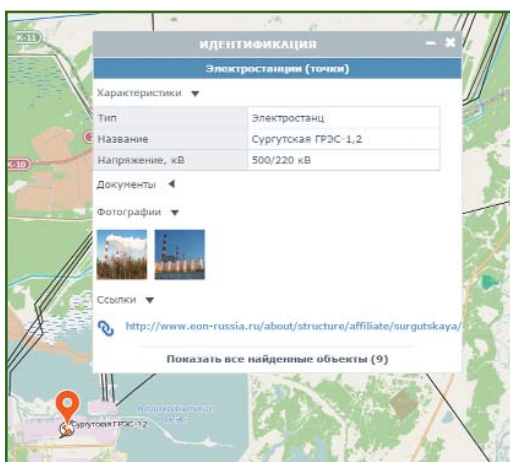 К-11
ИДЕНТИФИКАЦИЯ
Электростанции (точки)
Характеристики
Тип Электростанц
Название Сургутская ГРЭС-1,2
Напряжение, кВ 500/220 кВ
К-10
Документы
Фотографии
Ссылки
http://www.eon-russia.ru/about/structure/affiliate/surgutskaya/
Показать все найденные объекты (9)
Водохранилище
ГРЭС
Сургутская ГРЭС-1,2